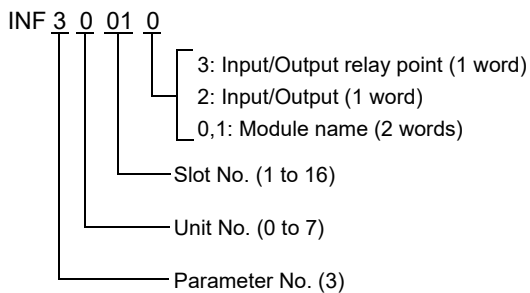 INF 3 0 01 0
3: Input/Output relay point (1 word)
2: Input/Output (1 word)
0,1: Module name (2 words)
Slot No. (1 to 16)
Unit No. (0 to 7)
Parameter No. (3)